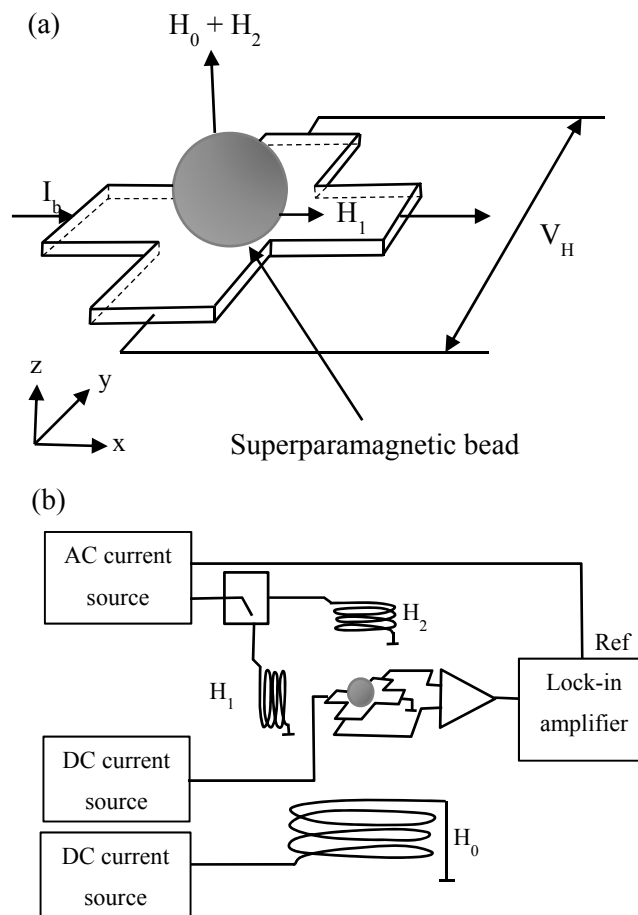 (a)
H0 + H2
Ib
H1
VH
z
y
x
Superparamagnetic bead
(b)
AC current
source
H2
Ref
H1
Lock-in
amplifier
DC current
source
H0
DC current
source